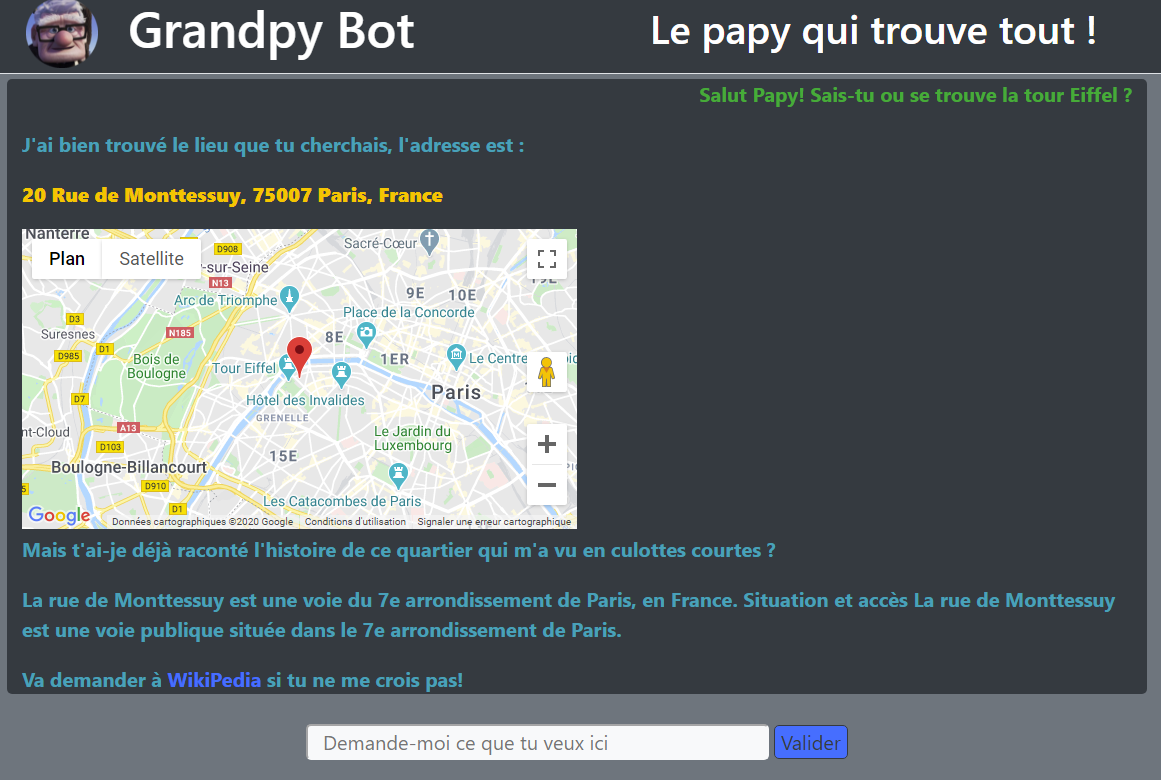 Grandpy Bot
Le papy qui trouve tout !
Salut Papy! Sais-tu ou se trouve la tour Eiffel ?
J'ai bien trouvé le lieu que tu cherchais, l'adresse est :
20 Rue de Monttessuy, 75007 Paris, France
Nanterre
Plan
Satellite
D908
-sur-Seine
Sacré-Cœur
N13
Arc de Triomphe
9E
10E
19E
Place de la Concorde
D3
Suresnes
N185
8E
D985
D1
Bois de
Boulogne
Tour Eiffel
1ER
Le Centre
Paris
D7
Hôtel des Invalides
GRENELLE
nt-Cloud
A13
D103
Le Jardin du
Luxembourg
15E
Boulogne-Billancourt
D910
D1
Les Catacombes de Paris
Google
Données cartographiques ©2020 Google
Conditions d'utilisation
Signaler une erreur cartographique
Mais t'ai-je déjà raconté l'histoire de ce quartier qui m'a vu en culottes courtes ?
La rue de Monttessuy est une voie du 7e arrondissement de Paris, en France. Situation et accès La rue de Monttessuy
est une voie publique située dans le 7e arrondissement de Paris.
Va demander à WikiPedia si tu ne me crois pas!
Demande-moi ce que tu veux ici
Valider